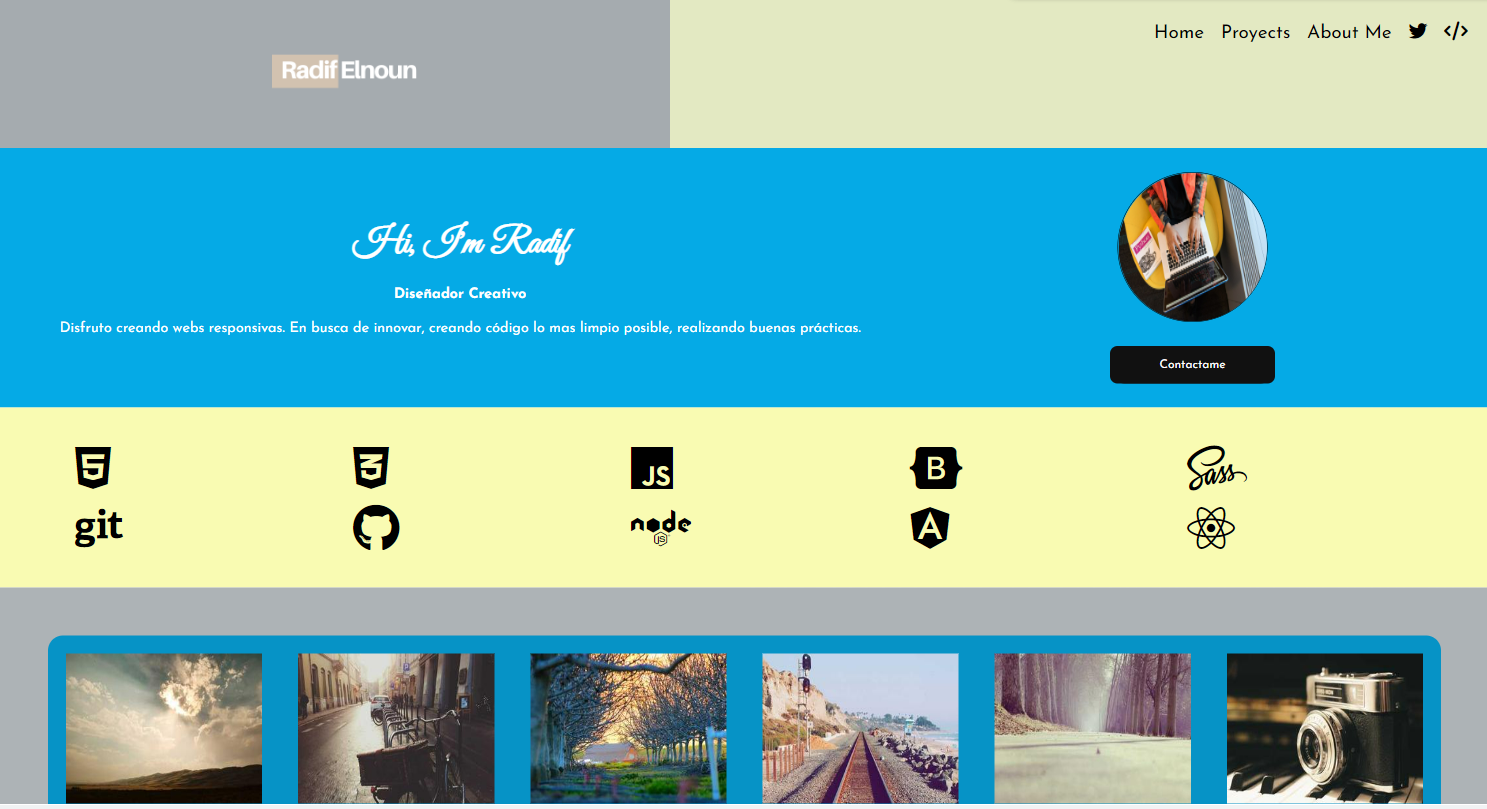 Radif Elnoun
Home Proyects About Me
Hi, I'm Radif
Diseñador Creativo
Disfruto creando webs responsivas. En busca de innovar, creando código lo mas limpio posible, realizando buenas prácticas.
Contactame
5 3 JS B Sass
git node A
JS